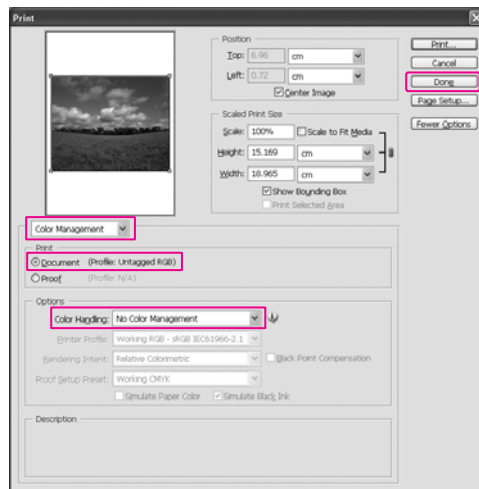 Print
Position
Top: 6.96 cm
Left: 0.72 cm
Center Image
Scaled Print Size
Scale: 100% Scale to Fit Media
Height: 15.169 cm
Width: 18.965 cm
Show Bounding Box
Print Selected Area
Print...
Cancel
Done
Page Setup...
Fewer Options
Color Management
Print
Document (Profile: Untagged RGB)
Proof (Profile: N/A)
Options
Color Handling: No Color Management
Printer Profile: Working RGB - sRGB IEC61966-2.1
Rendering Intent: Relative Colorimetric Black Point Compensation
Proof Setup Preset: Working CMYK
Simulate Paper Color Simulate Black Ink
Description